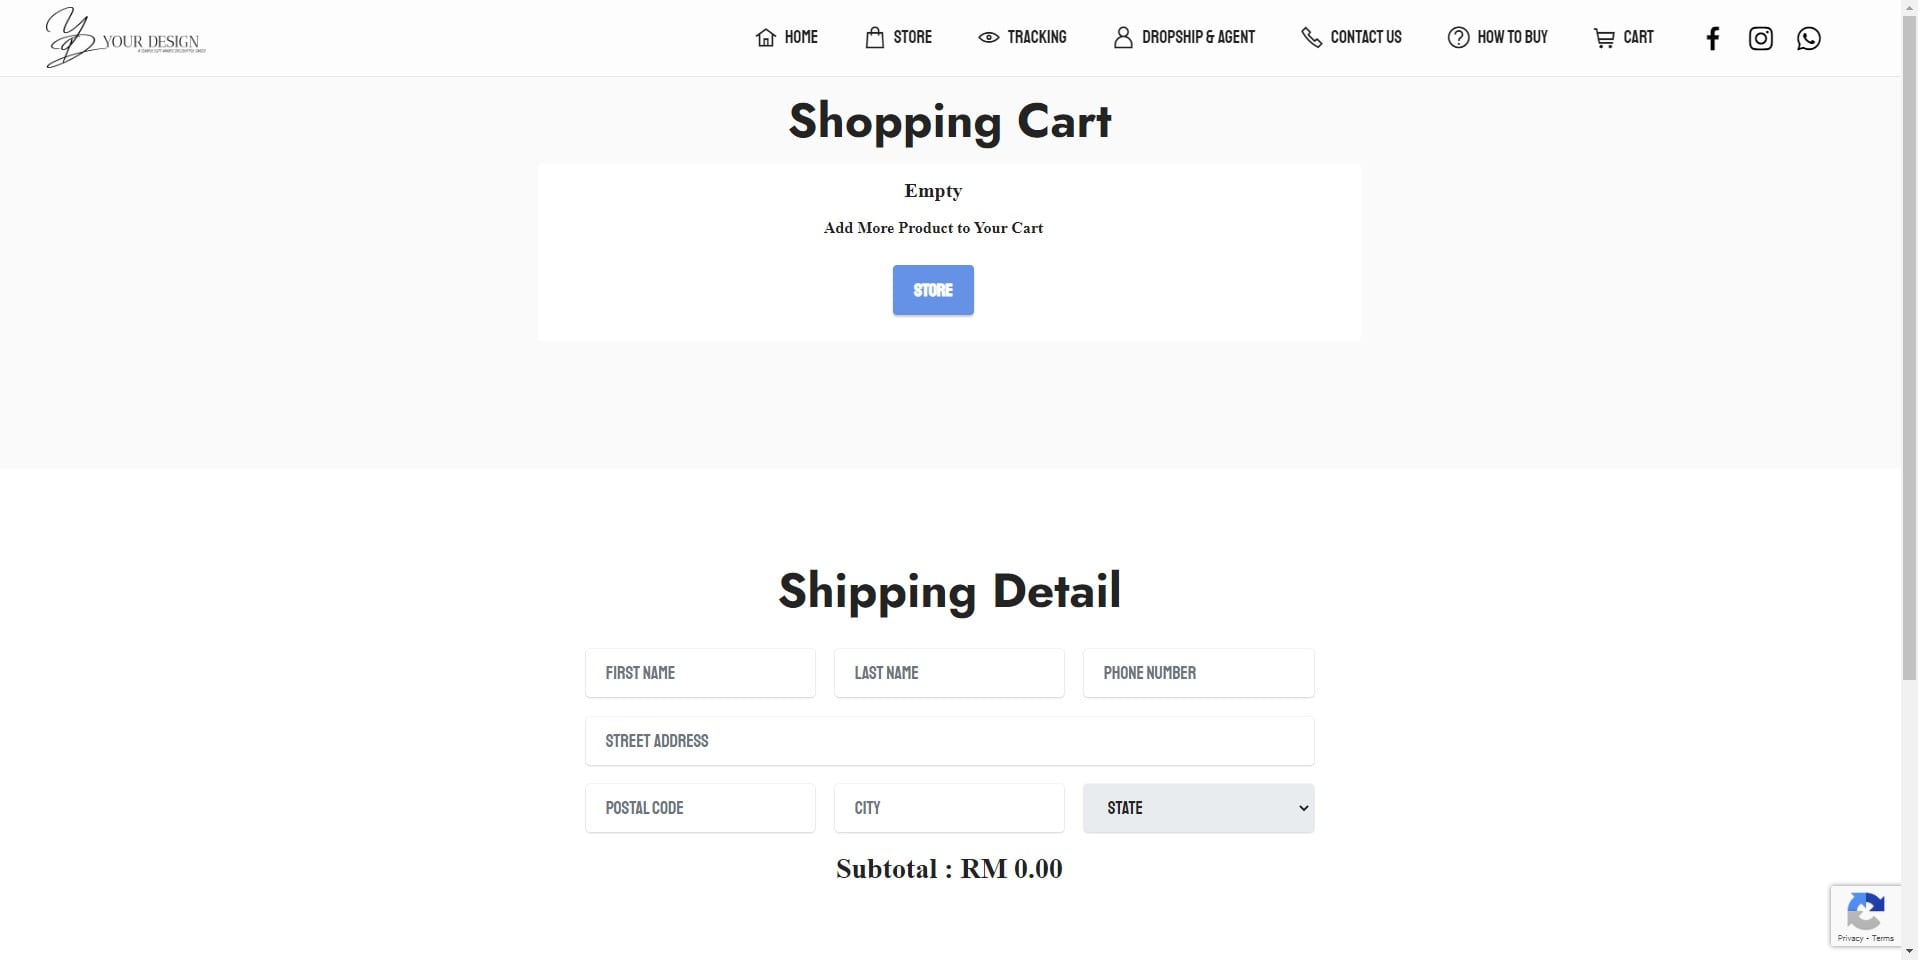 YOUR DESIGN
HOME
STORE
TRACKING
DROPSHIP & AGENT
CONTACT US
HOW TO BUY
CART
Shopping Cart
Empty
Add More Product to Your Cart
STORE
Shipping Detail
FIRST NAME
LAST NAME
PHONE NUMBER
STREET ADDRESS
POSTAL CODE
CITY
STATE
Subtotal : RM 0.00
Privacy - Terms